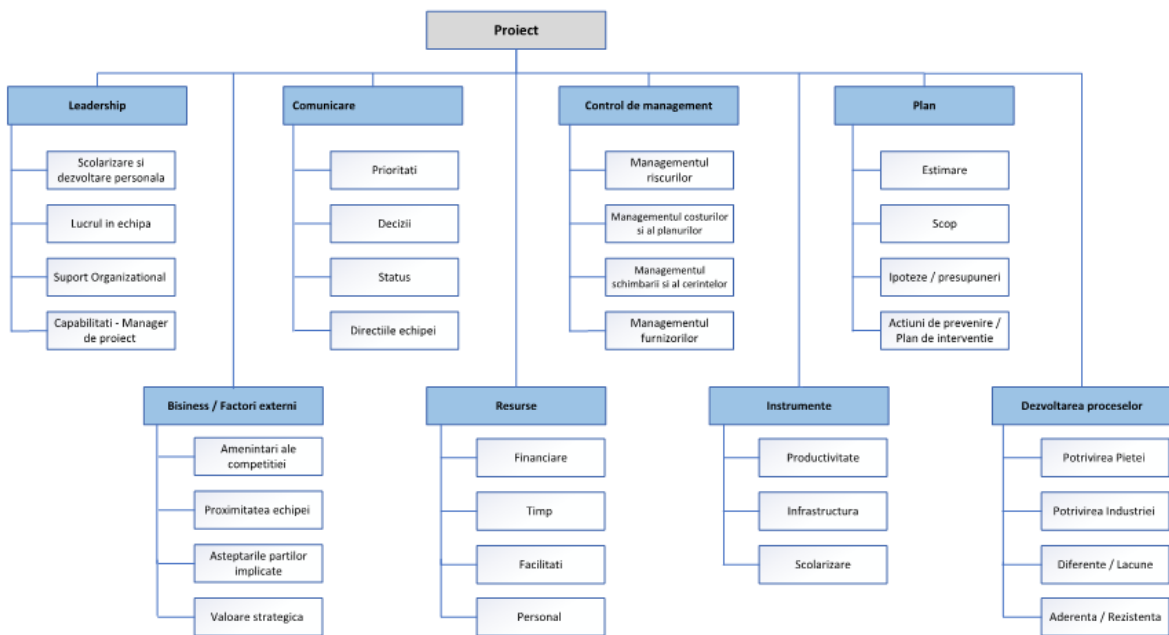 Proiect
Leadership
Scolarizare si
dezvoltare personala
Lucrul in echipa
Suport Organizational
Capabilitati - Manager
de proiect
Comunicare
Prioritati
Decizii
Status
Directiile echipei
Control de management
Managementul
riscurilor
Managementul costurilor
si al planurilor
Managementul
schimbarii si al cerintelor
Managementul
furnizorilor
Plan
Estimare
Scop
Ipoteze / presupuneri
Actiuni de prevenire /
Plan de interventie
Bisiness / Factori externi
Amenintari ale
competitiei
Proximitatea echipei
Asteptarile partilor
implicate
Valoare strategica
Resurse
Financiare
Timp
Facilitati
Personal
Instrumente
Productivitate
Infrastructura
Scolarizare
Dezvoltarea proceselor
Potrivirea Pietei
Potrivirea Industriei
Diferente / Lacune
Aderenta / Rezistenta